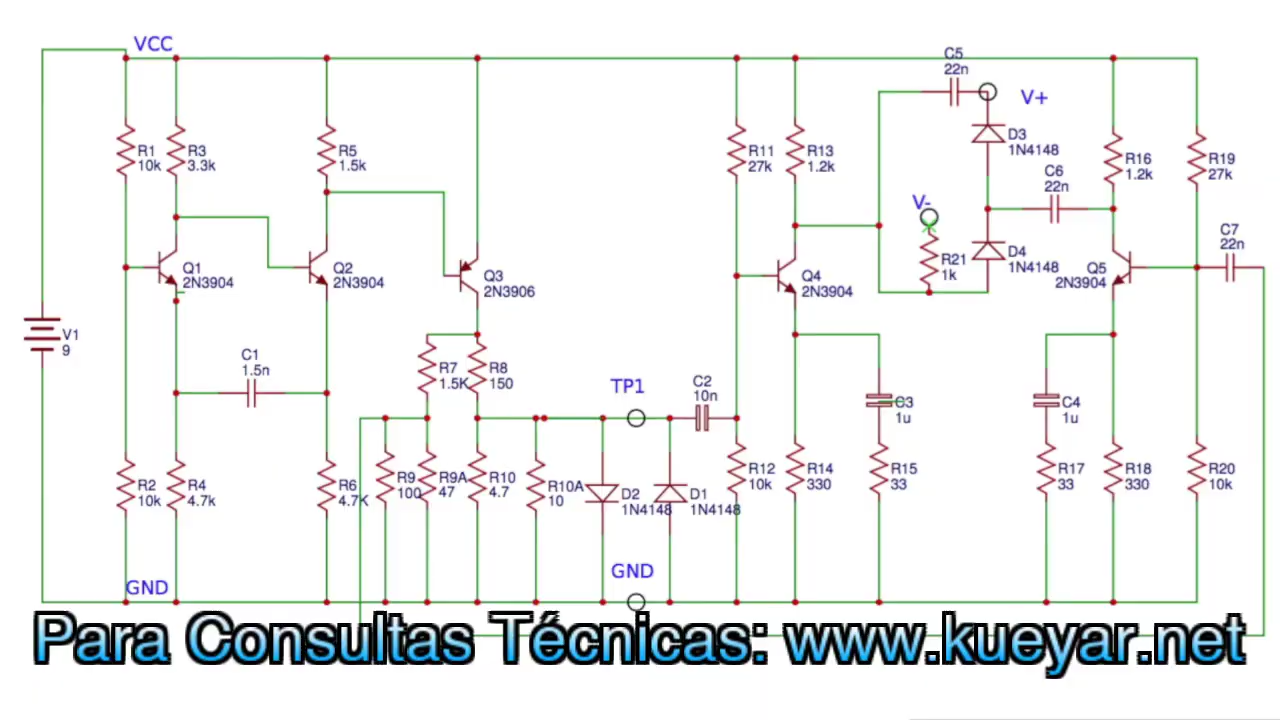 VCC
C5
22n
V+
R1
10k
R3
3.3k
R5
1.5k
R11
27k
R13
1.2k
D3
1N4148
R16
1.2k
R19
27k
C6
22n
V-
C7
22n
Q1
2N3904
Q2
2N3904
Q3
2N3906
Q4
2N3904
R21
1k
D4
1N4148
Q5
2N3904
V1
9
C1
1.5n
R7
1.5K
R8
150
TP1
C2
10n
C3
1u
C4
1u
R2
10k
R4
4.7k
R6
4.7K
R9
100
R9A
47
R10
4.7
R10A
10
D2
1N4148
D1
1N4148
R12
10k
R14
330
R15
33
R17
33
R18
330
R20
10k
GND
GND
Para Consultas Técnicas: www.kueyar.net